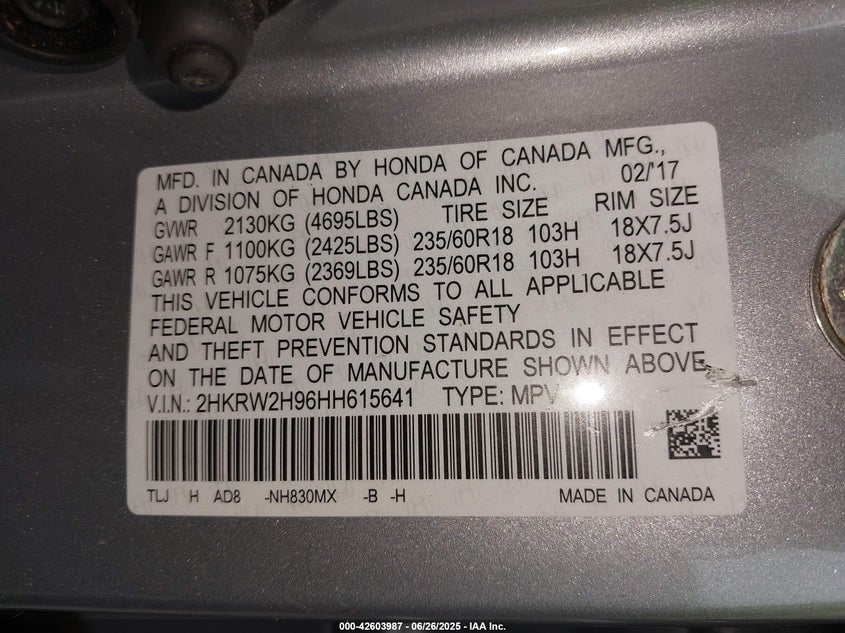 MFD. IN CANADA BY HONDA OF CANADA MFG.,
A DIVISION OF HONDA CANADA INC. 02/'17
GVWR 2130KG (4695LBS) TIRE SIZE RIM SIZE
GAWR F 1100KG (2425LBS) 235/60R18 103H 18X7.5J
GAWR R 1075KG (2369LBS) 235/60R18 103H 18X7.5J
THIS VEHICLE CONFORMS TO ALL APPLICABLE
FEDERAL MOTOR VEHICLE SAFETY
AND THEFT PREVENTION STANDARDS IN EFFECT
ON THE DATE OF MANUFACTURE SHOWN ABOVE.
V.I.N.: 2HKRW2H96HH615641 TYPE: MPV
TLJ H AD8 -NH830MX -B -H MADE IN CANADA
000-42603987 - 06/26/2025 - IAA Inc.